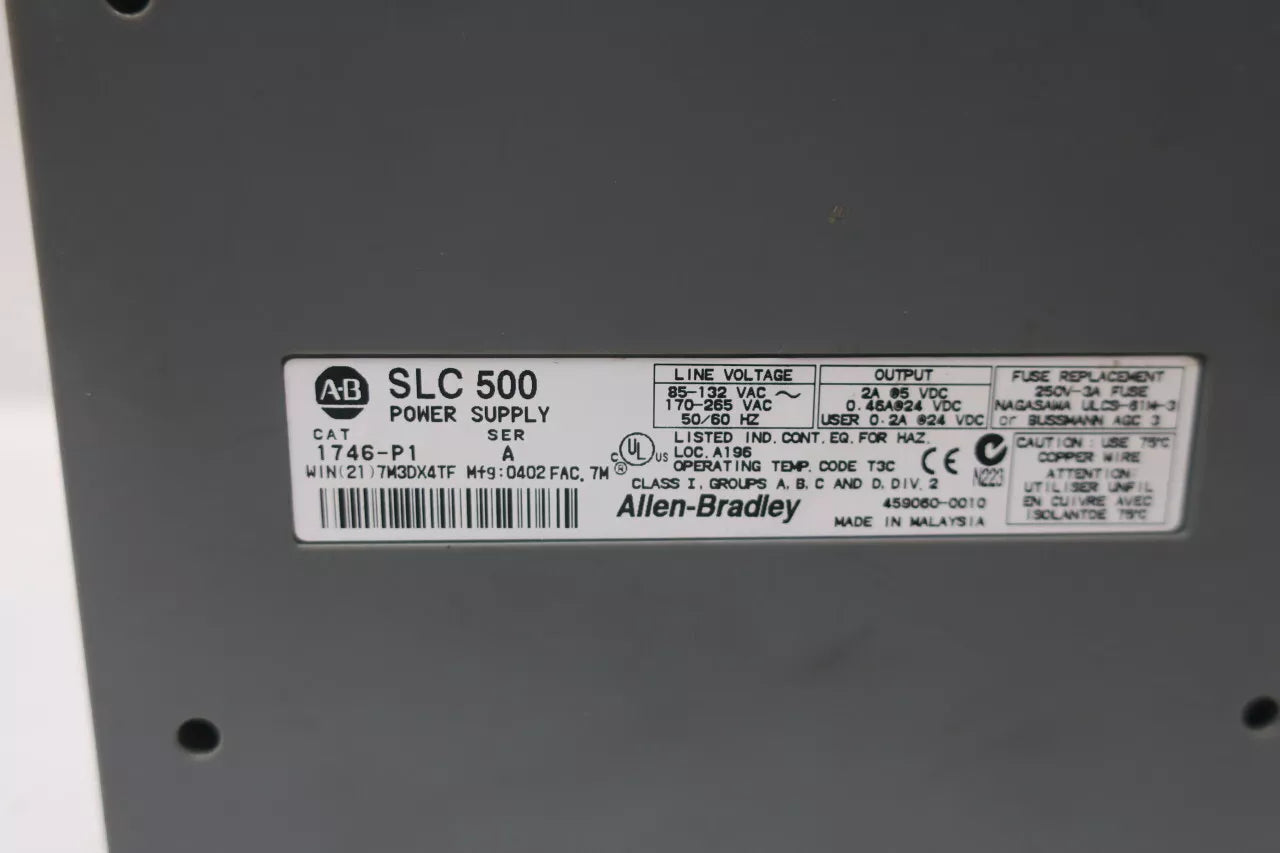 A-B
SLC 500
POWER SUPPLY
CAT SER
1746-P1 A
WIN(21)7M3DX4TF Mfg:0402 FAC. 7M
LINE VOLTAGE
85-132 VAC ~
170-265 VAC
50/60 HZ
OUTPUT
2A @5 VDC
0.46A@24 VDC
USER 0.2A @24 VDC
FUSE REPLACEMENT
250V-3A FUSE
NAGASAWA ULCS-61M-3
or BUSSMANN AGC 3
C UL US ®
LISTED IND. CONT. EQ. FOR HAZ.
LOC. A196
OPERATING TEMP. CODE T3C
CLASS I, GROUPS A, B, C AND D, DIV. 2
CE
N223
Allen-Bradley
459060-0010
MADE IN MALAYSIA
CAUTION: USE 75°C
COPPER WIRE
ATTENTION:
UTILISER UNFIL
EN CUIVRE AVEC
ISOLANTDE 75°C